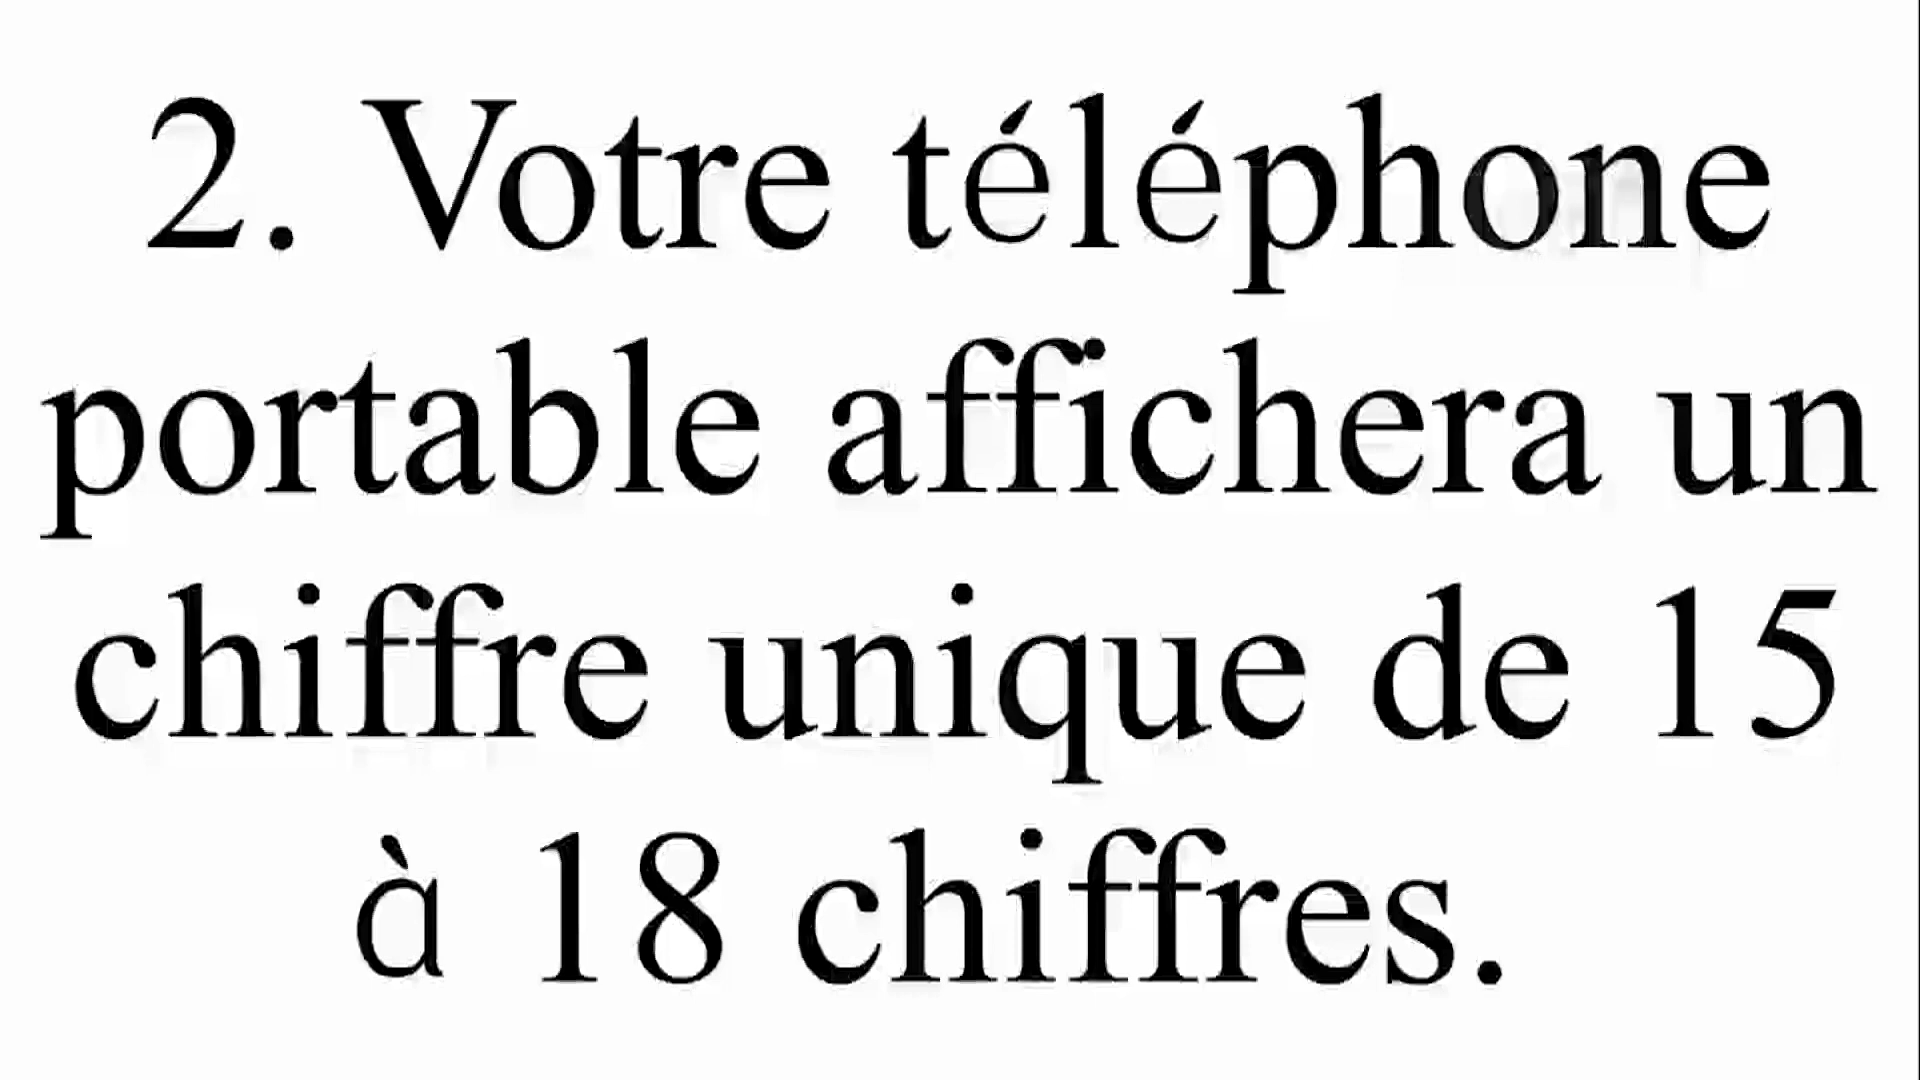 2. Votre téléphone
portable affichera un
chiffre unique de 15
à 18 chiffres.